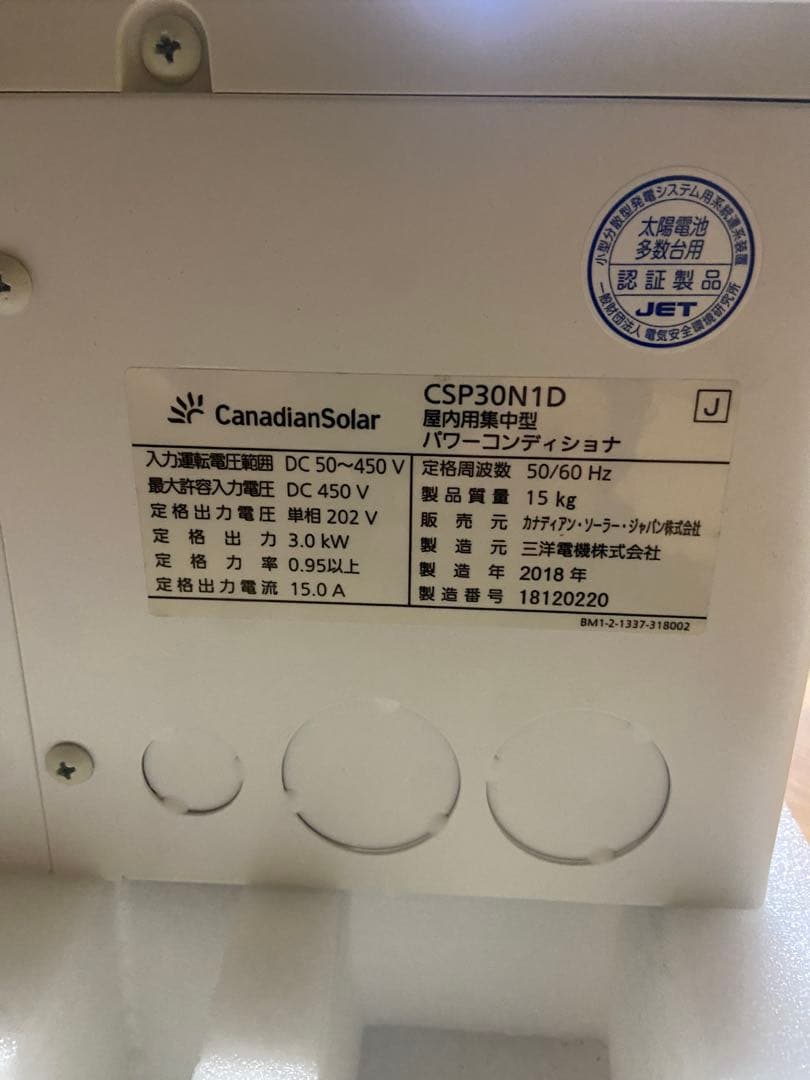 小型分散型発電システム用系統連系装置
太陽電池
多数台用
認証製品
JET
一般財団法人 電気安全環境研究所
CanadianSolar
CSP30N1D
屋内用集中型
パワーコンディショナ
J
入力運転電圧範囲 DC 50～450 V
最大許容入力電圧 DC 450 V
定格出力電圧 単相 202 V
定格出力 3.0 kW
定格力率 0.95以上
定格出力電流 15.0 A
定格周波数 50/60 Hz
製品質量 15 kg
販売元 カナディアン・ソーラー・ジャパン株式会社
製造元 三洋電機株式会社
製造年 2018 年
製造番号 18120220
BM1-2-1337-318002